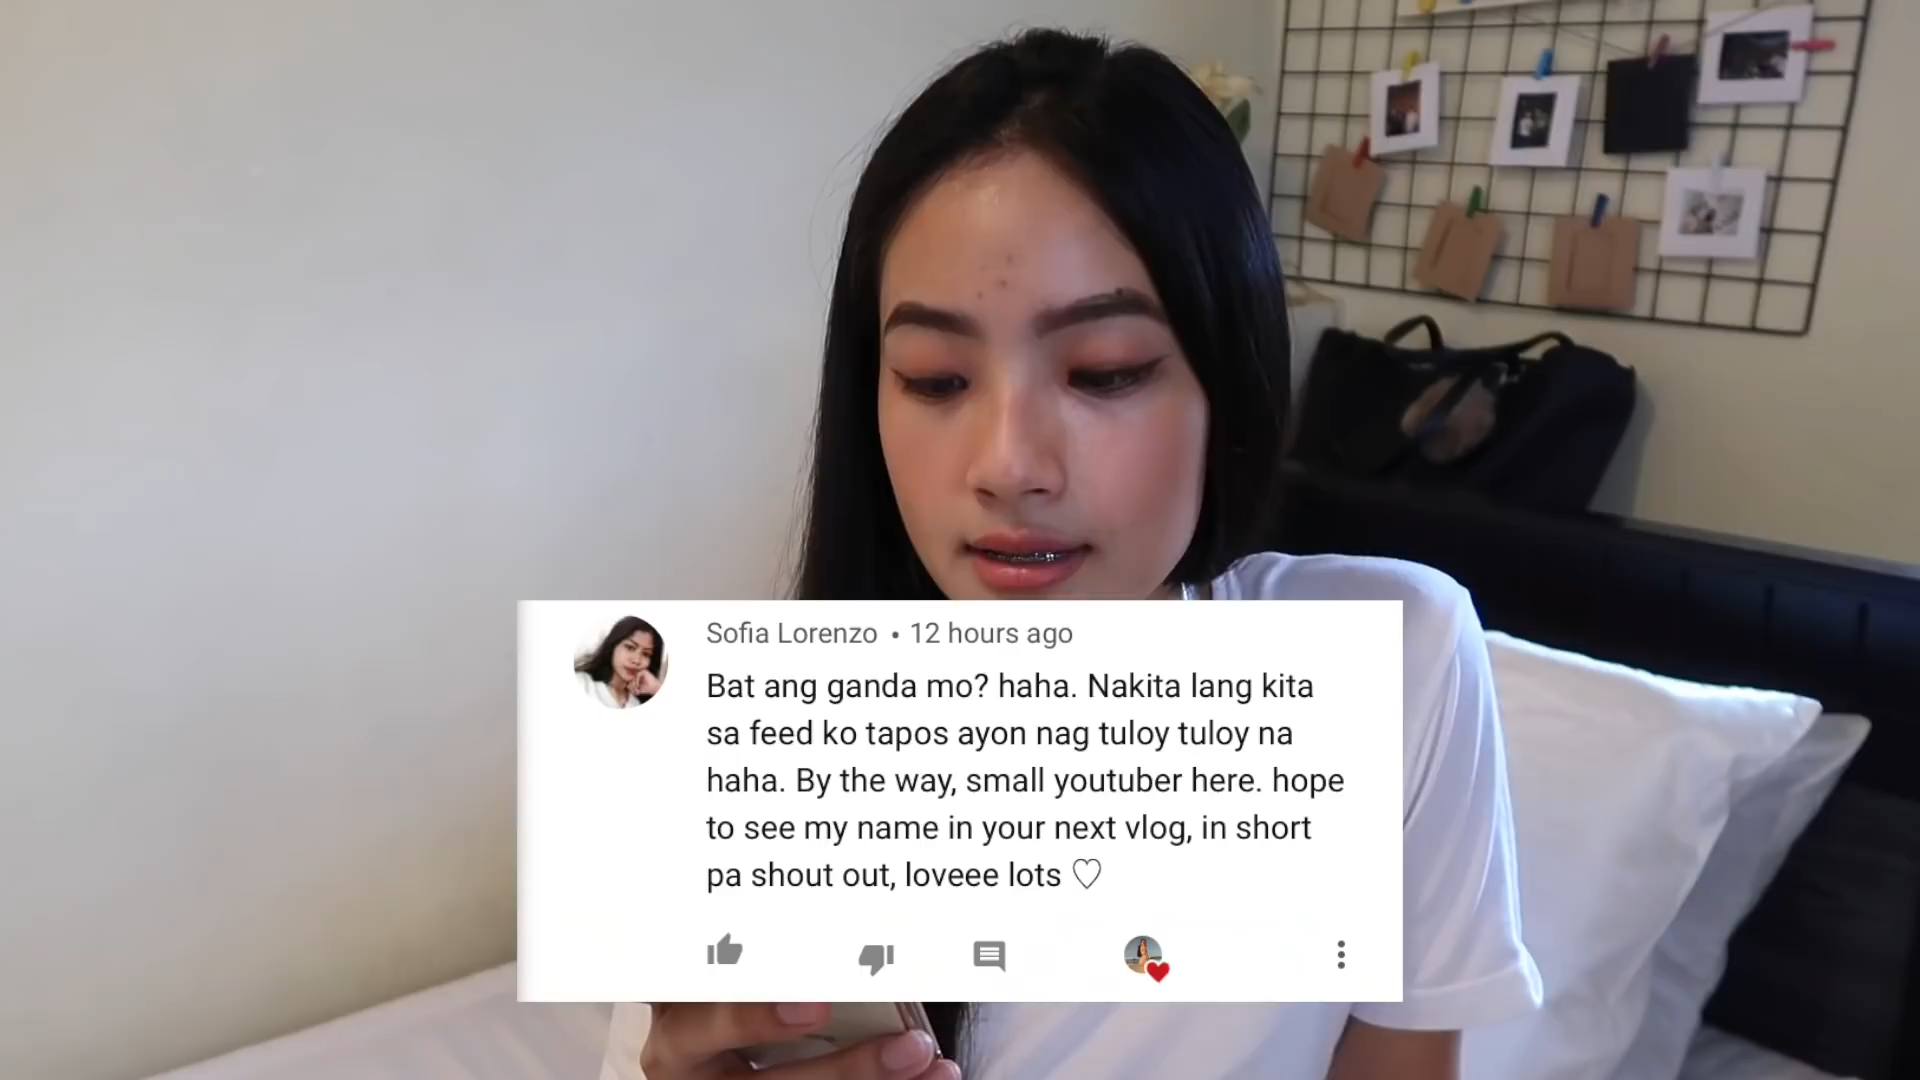 Sofia Lorenzo • 12 hours ago
Bat ang ganda mo? haha. Nakita lang kita
sa feed ko tapos ayon nag tuloy tuloy na
haha. By the way, small youtuber here. hope
to see my name in your next vlog, in short
pa shout out, loveee lots ♡